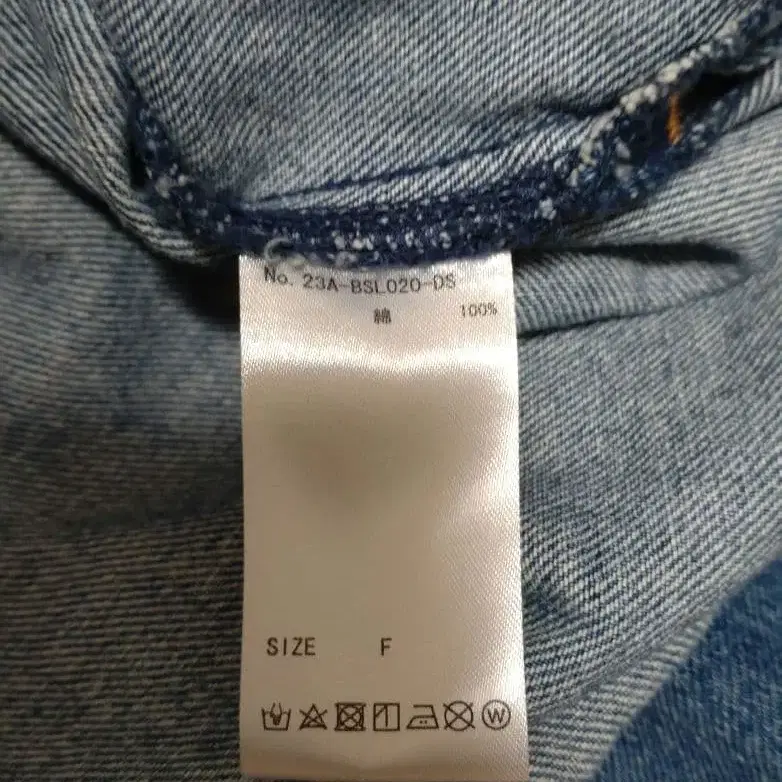 No. 23A-BSL020-DS
綿 100%
SIZE F
W